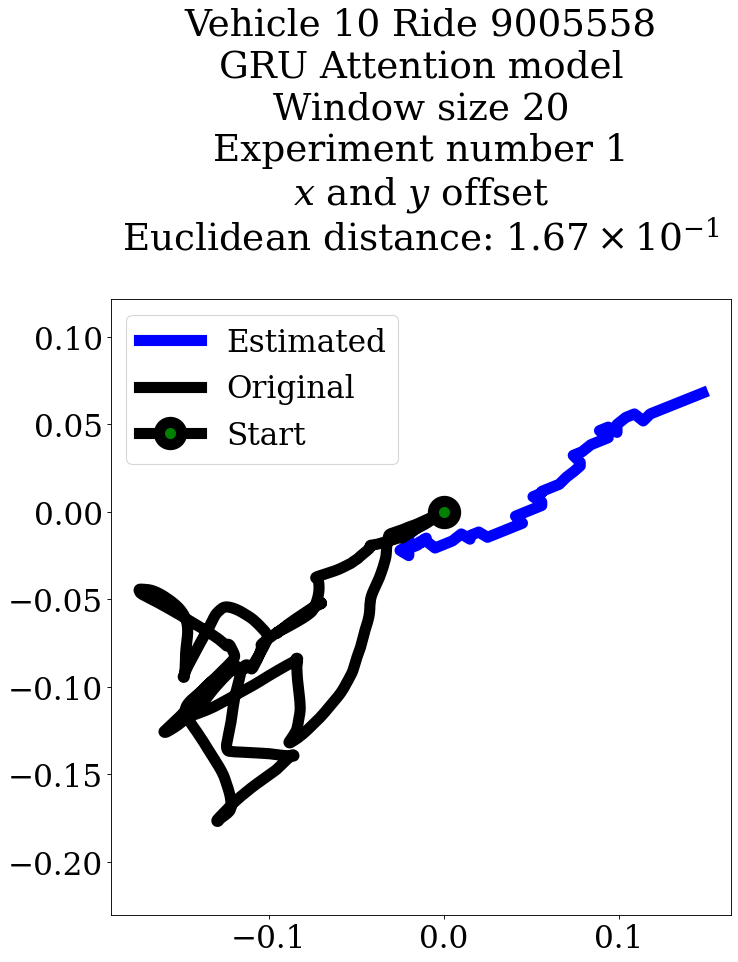 Vehicle 10 Ride 9005558
GRU Attention model
Window size 20
Experiment number 1
x and y offset
Euclidean distance: 1.67 × 10⁻¹
Estimated
Original
Start
0.10
0.05
0.00
−0.05
−0.10
−0.15
−0.20
−0.1
0.0
0.1